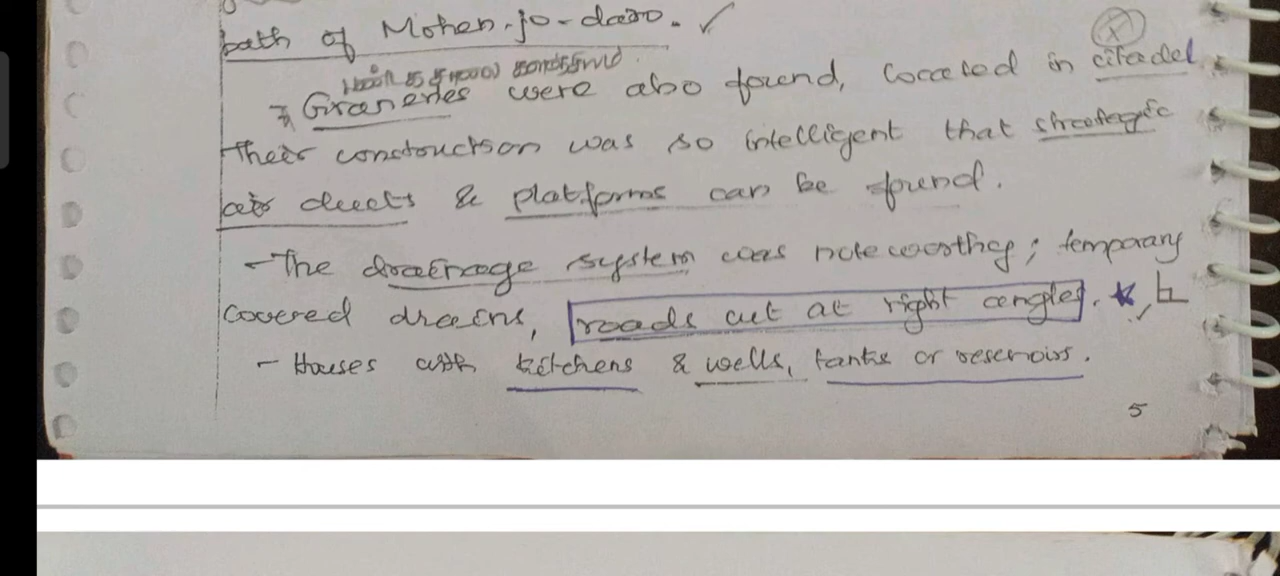 bath of Mohen-jo-daro.
Graneries were also found, located in citadel
Their construction was so intelligent that strategic
air ducts & platforms can be found.
- The drainage system was noteworthy; temporary
covered drains, roads cut at right angles.
- Houses with kitchens & wells, tanks or reservoirs.
5